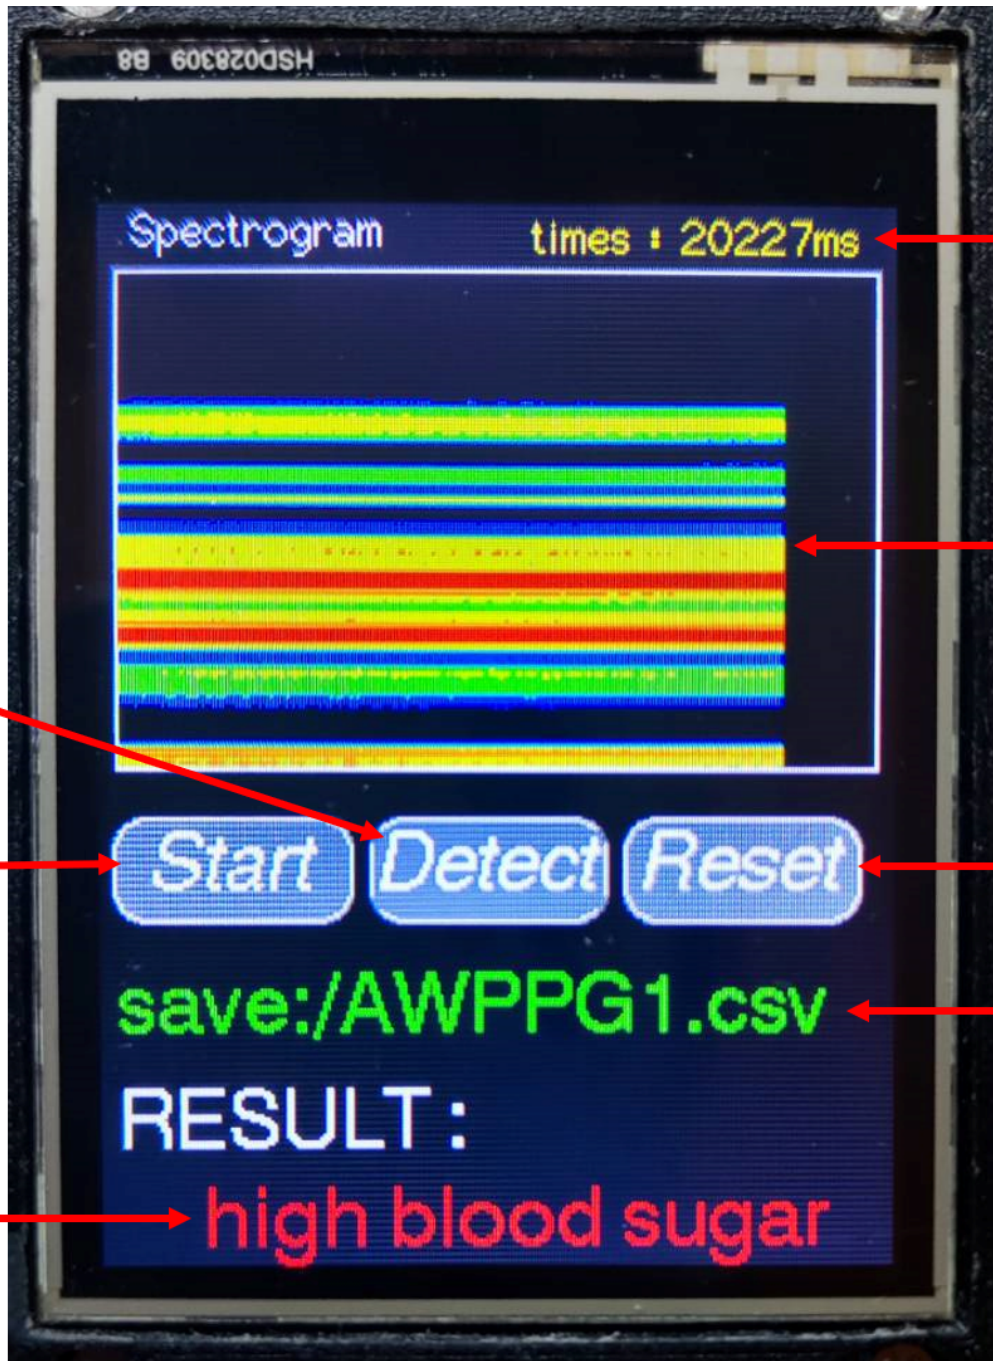 HSD028309 B8
Spectrogram times : 20227ms
Start Detect Reset
save:/AWPPG1.csv
RESULT:
high blood sugar